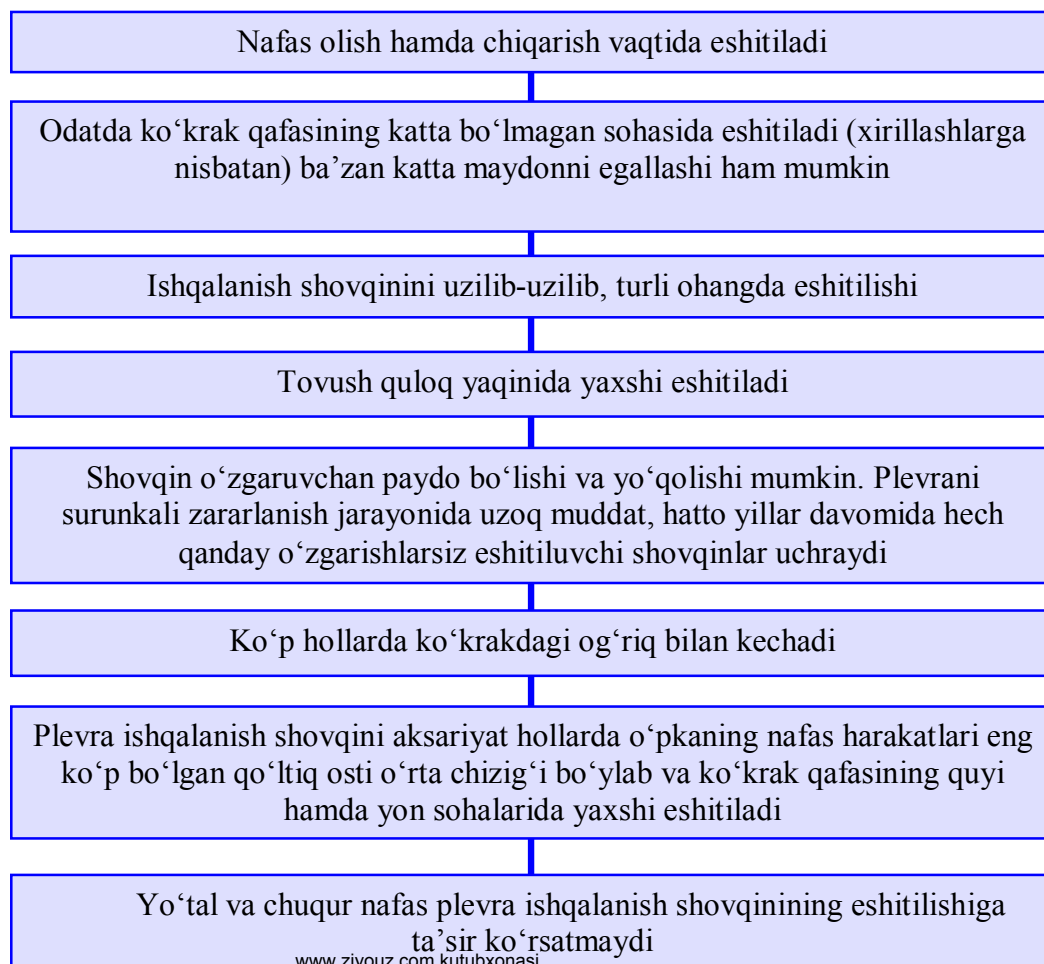 Nafas olish hamda chiqarish vaqtida eshitiladi
Odatda ko‘krak qafasining katta bo‘lmagan sohasida eshitiladi (xirillashlarga
nisbatan) ba’zan katta maydonni egallashi ham mumkin
Ishqalanish shovqinini uzilib-uzilib, turli ohangda eshitilishi
Tovush quloq yaqinida yaxshi eshitiladi
Shovqin o‘zgaruvchan paydo bo‘lishi va yo‘qolishi mumkin. Plevrani
surunkali zararlanish jarayonida uzoq muddat, hatto yillar davomida hech
qanday o‘zgarishlarsiz eshitiluvchi shovqinlar uchraydi
Ko‘p hollarda ko‘krakdagi og‘riq bilan kechadi
Plevra ishqalanish shovqini aksariyat hollarda o‘pkaning nafas harakatlari eng
ko‘p bo‘lgan qo‘ltiq osti o‘rta chizig‘i bo‘ylab va ko‘krak qafasining quyi
hamda yon sohalarida yaxshi eshitiladi
Yo‘tal va chuqur nafas plevra ishqalanish shovqinining eshitilishiga
ta’sir ko‘rsatmaydi
www.ziyouz.com kutubxonasi